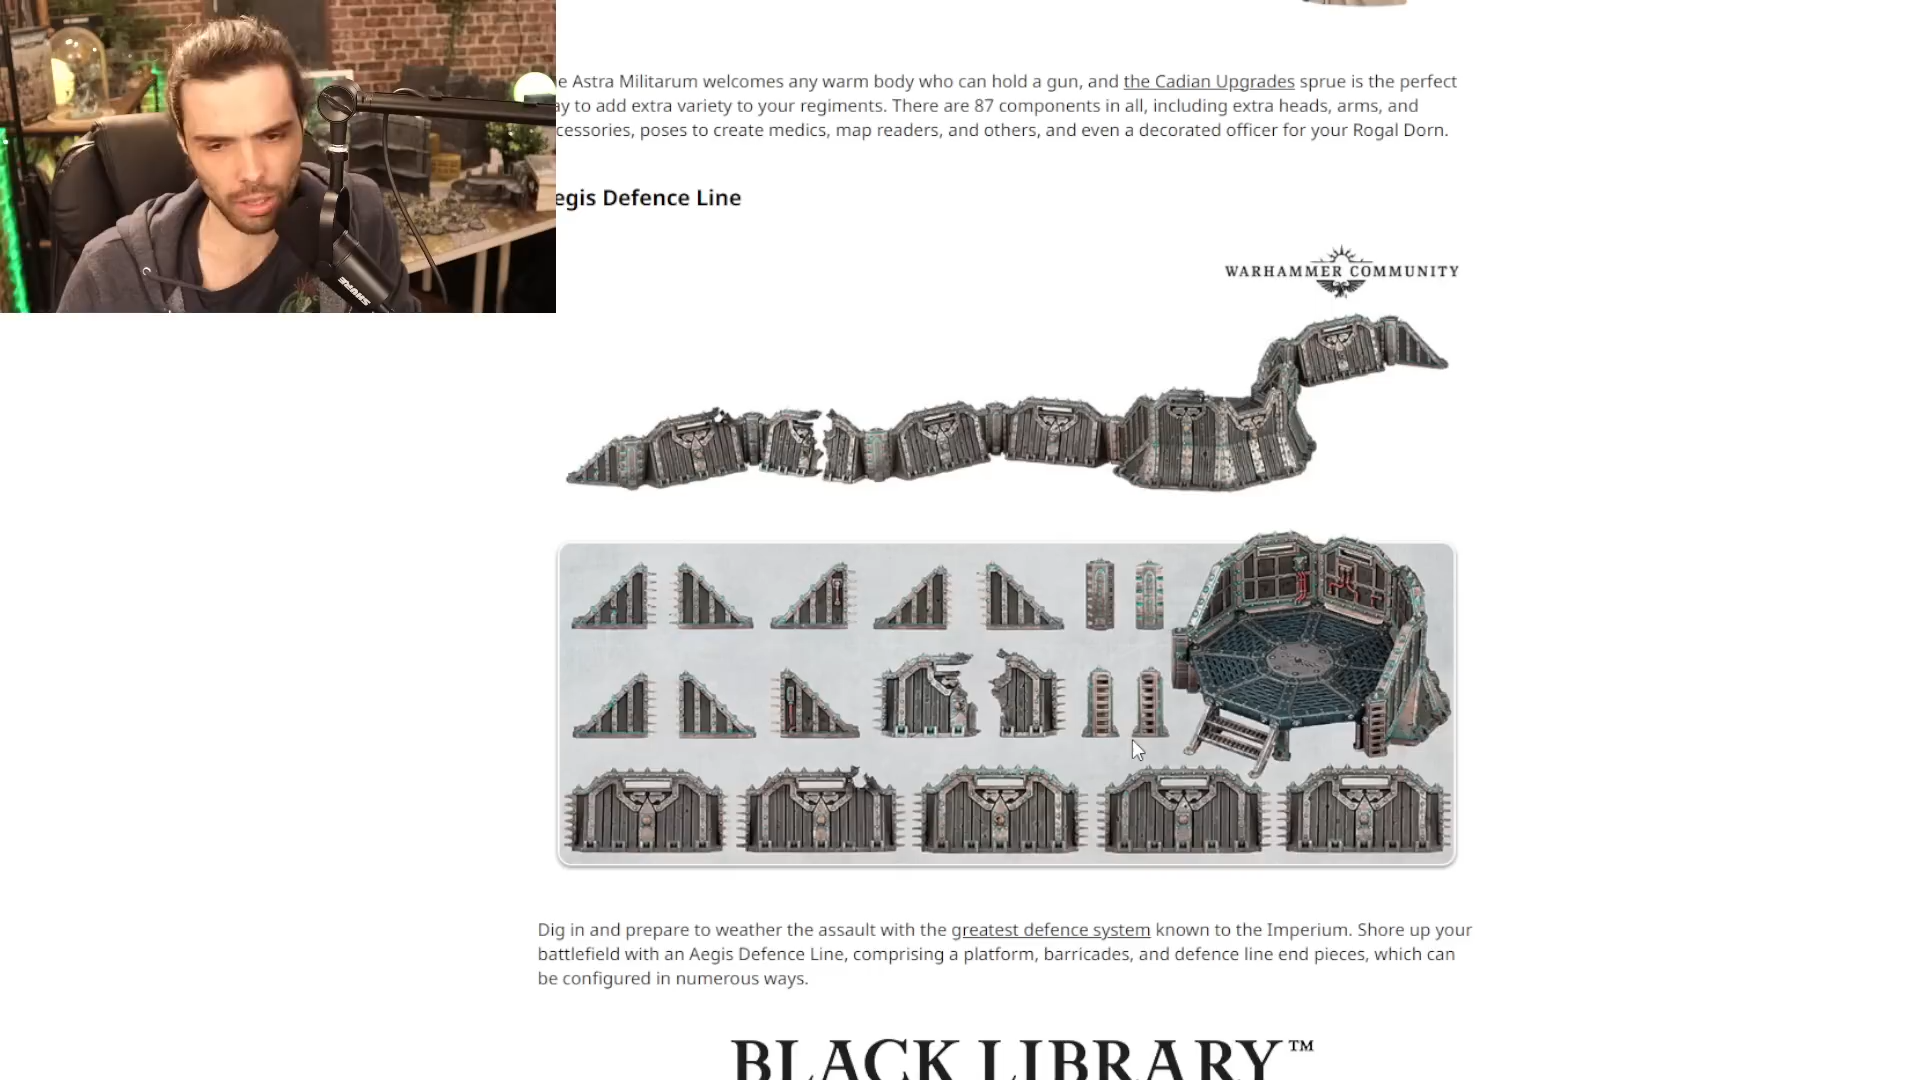 e Astra Militarum welcomes any warm body who can hold a gun, and the Cadian Upgrades sprue is the perfect
ay to add extra variety to your regiments. There are 87 components in all, including extra heads, arms, and
cessories, poses to create medics, map readers, and others, and even a decorated officer for your Rogal Dorn.
egis Defence Line
WARHAMMER COMMUNITY
SHURE
Dig in and prepare to weather the assault with the greatest defence system known to the Imperium. Shore up your
battlefield with an Aegis Defence Line, comprising a platform, barricades, and defence line end pieces, which can
be configured in numerous ways.
BLACK LIBRARY™